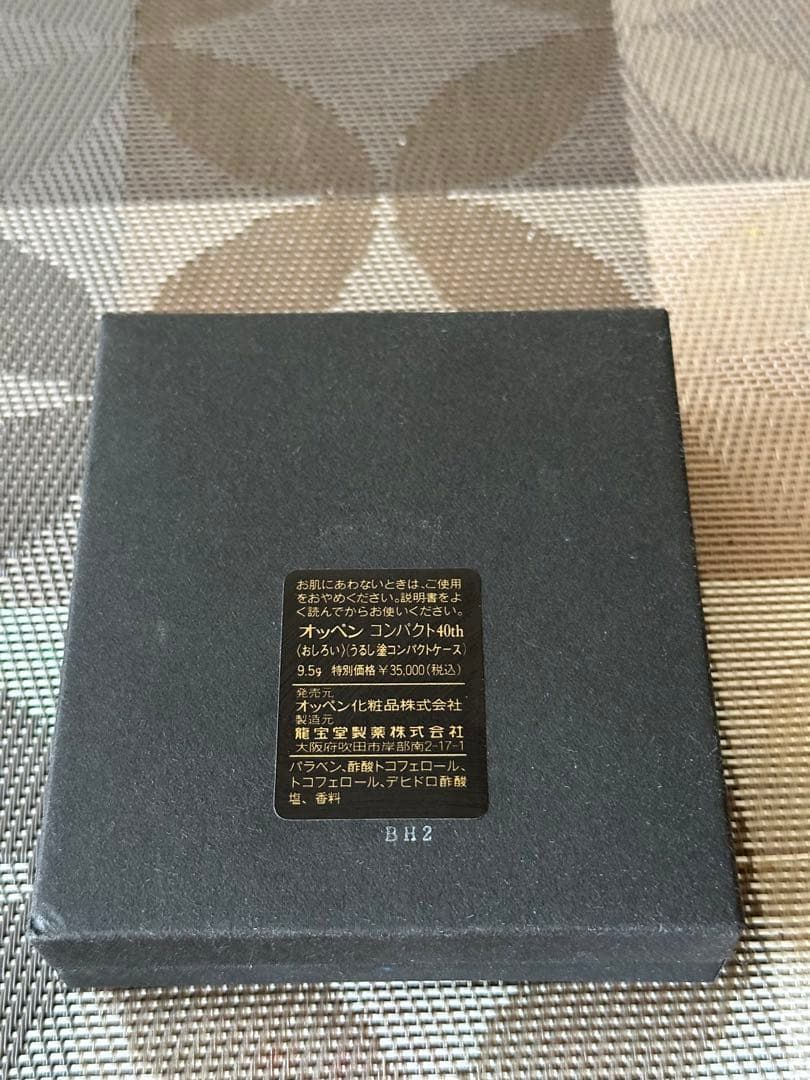 お肌にあわないときは、ご使用
をおやめください。説明書をよ
く読んでからお使いください。
オッペン コンパクト40th
〈おしろい〉〈うるし塗コンパクトケース〉
9.5g 特別価格￥35,000(税込)
発売元
オッペン化粧品株式会社
製造元
龍宝堂製薬株式会社
大阪府吹田市岸部南2-17-1
パラベン、酢酸トコフェロール、
トコフェロール、デヒドロ酢酸
塩、香料
BH2